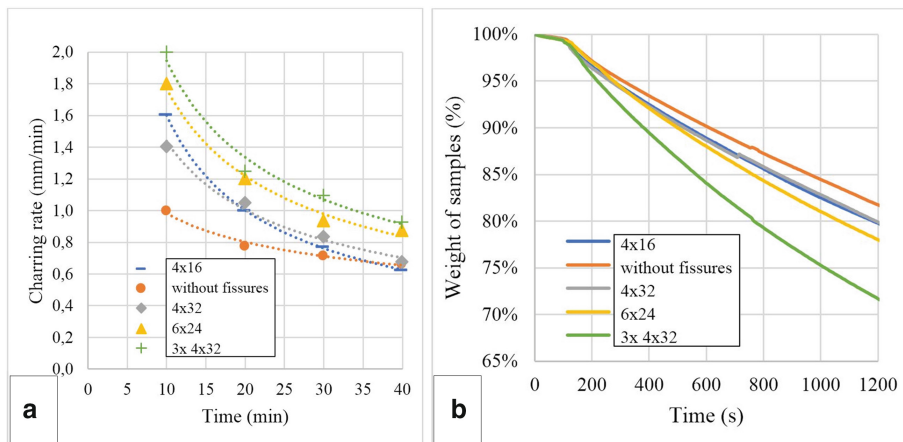 2,0
1,8
1,6
1,4
1,2
1,0
0,8
0,6
0,4
0,2
0,0
Charring rate (mm/min)
4x16
without fissures
4x32
6x24
3x 4x32
0 5 10 15 20 25 30 35 40
Time (min)
a
100%
95%
90%
85%
80%
75%
70%
65%
Weight of samples (%)
4x16
without fissures
4x32
6x24
3x 4x32
0 200 400 600 800 1000 1200
Time (s)
b